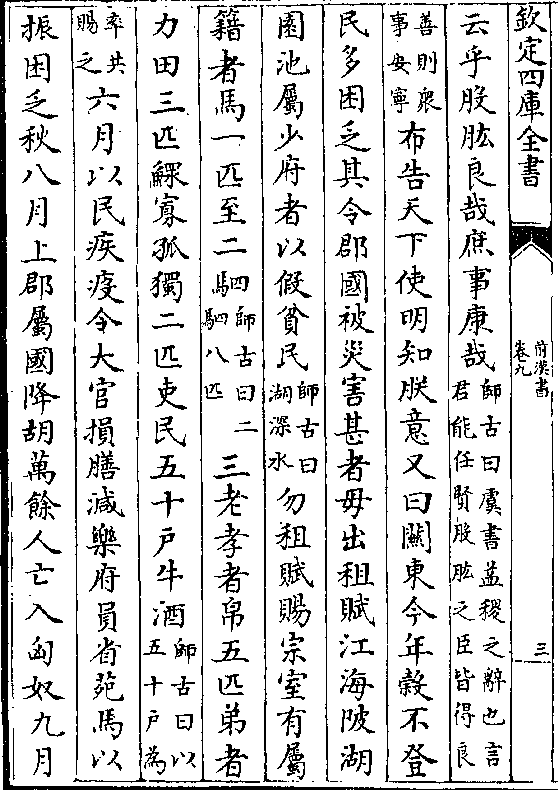 欽定四庫全書
前漢書
卷九
三
云乎股肱良哉庶事康哉師古曰虞書益稷之辭也言
君能任賢股肱之臣皆得良
善則衆
事安寧布告天下使明知朕意又曰關東今年穀不登
民多困乏其令郡國被災害甚者毋出租賦江海陂湖
園池屬少府者以假貧民師古曰
湖深水勿租賦賜宗室有屬
籍者馬一匹至二駟師古曰二
駟八匹三老孝者帛五匹弟者
力田三匹鰥寡孤獨二匹吏民五十戸牛酒師古曰以
五十戸為
率共
賜之六月以民疾疫令大官損膳減樂府員省苑馬以
振困乏秋八月上郡屬國降胡萬餘人亡入匈奴九月